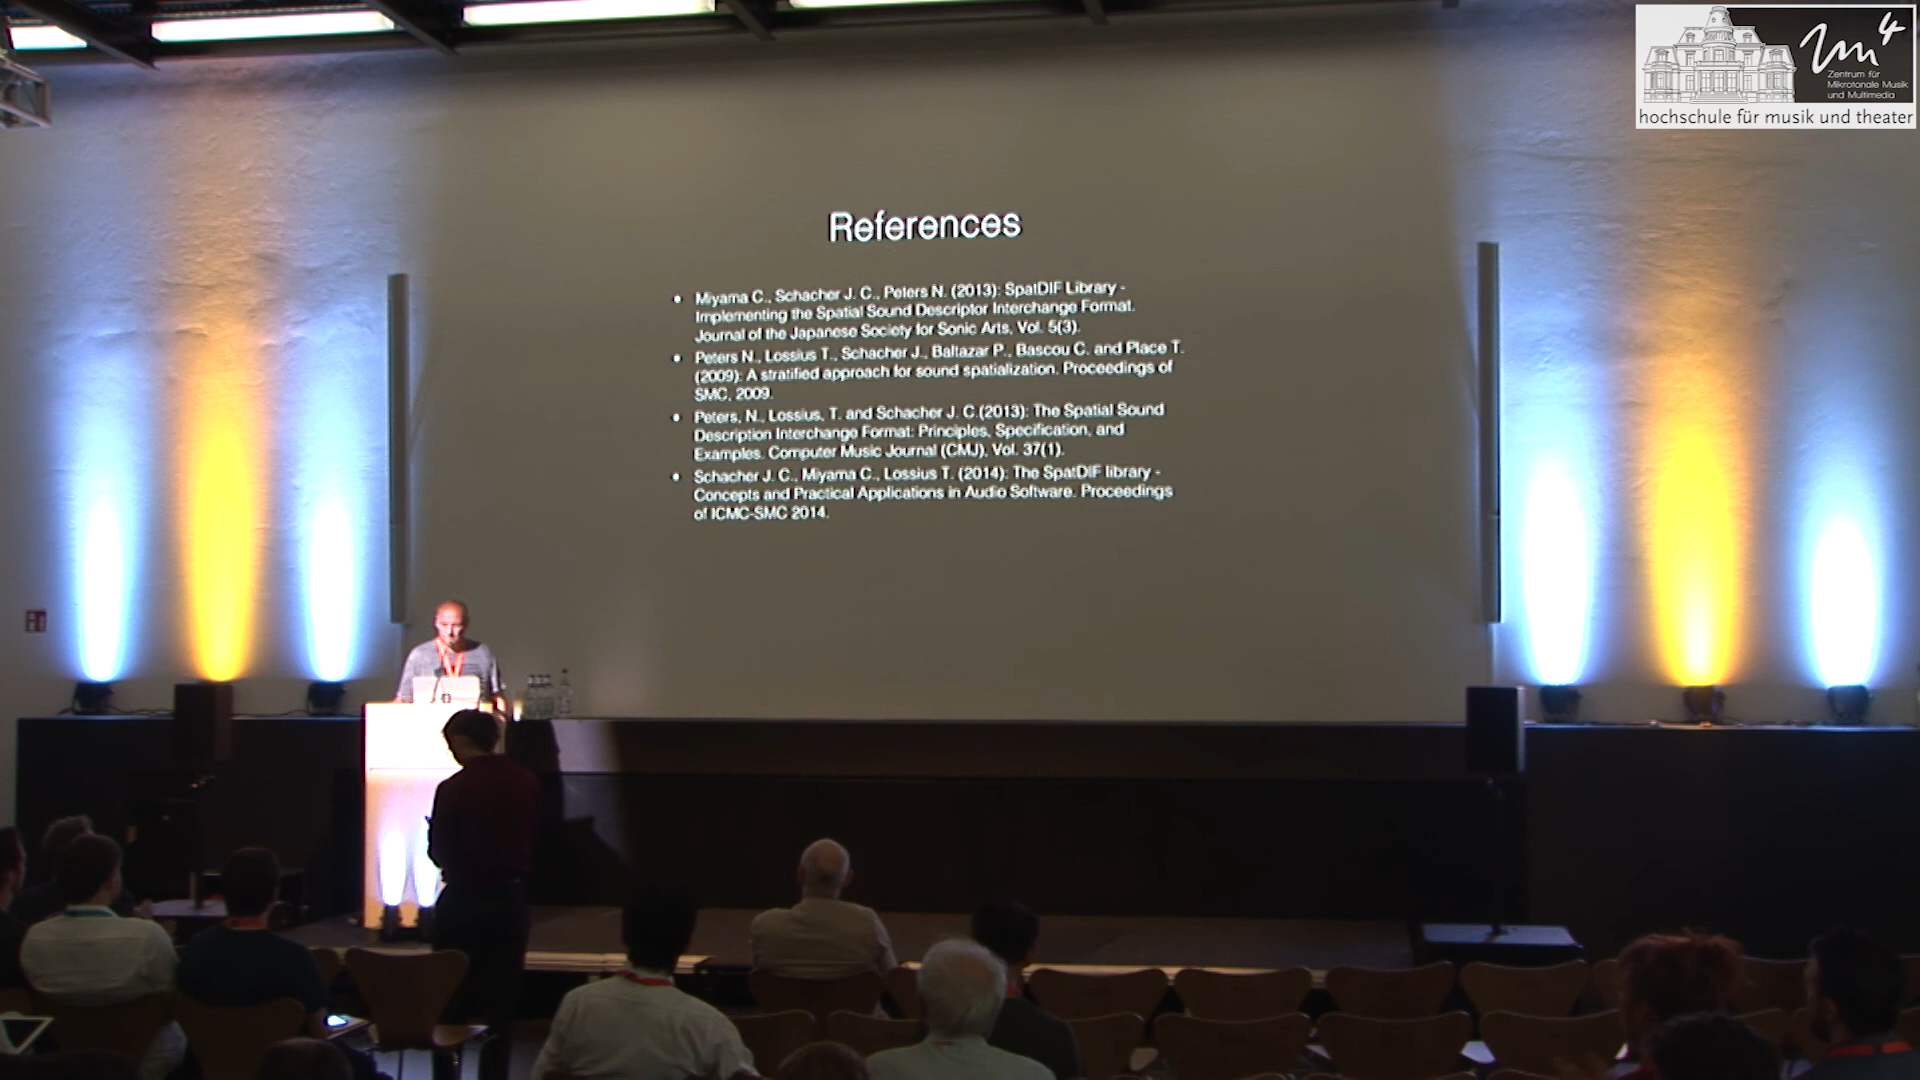 m4
Zentrum für
Mikrotonale Musik
und Multimedia
hochschule für musik und theater
References
• Miyama C., Schacher J. C., Peters N. (2013): SpatDIF Library -
Implementing the Spatial Sound Descriptor Interchange Format.
Journal of the Japanese Society for Sonic Arts, Vol. 5(3).
• Peters N., Lossius T., Schacher J., Baltazar P., Bascou C. and Place T.
(2009): A stratified approach for sound spatialization. Proceedings of
SMC, 2009.
• Peters, N., Lossius, T. and Schacher J. C.(2013): The Spatial Sound
Description Interchange Format: Principles, Specification, and
Examples. Computer Music Journal (CMJ), Vol. 37(1).
• Schacher J. C., Miyama C., Lossius T. (2014): The SpatDIF library -
Concepts and Practical Applications in Audio Software. Proceedings
of ICMC-SMC 2014.